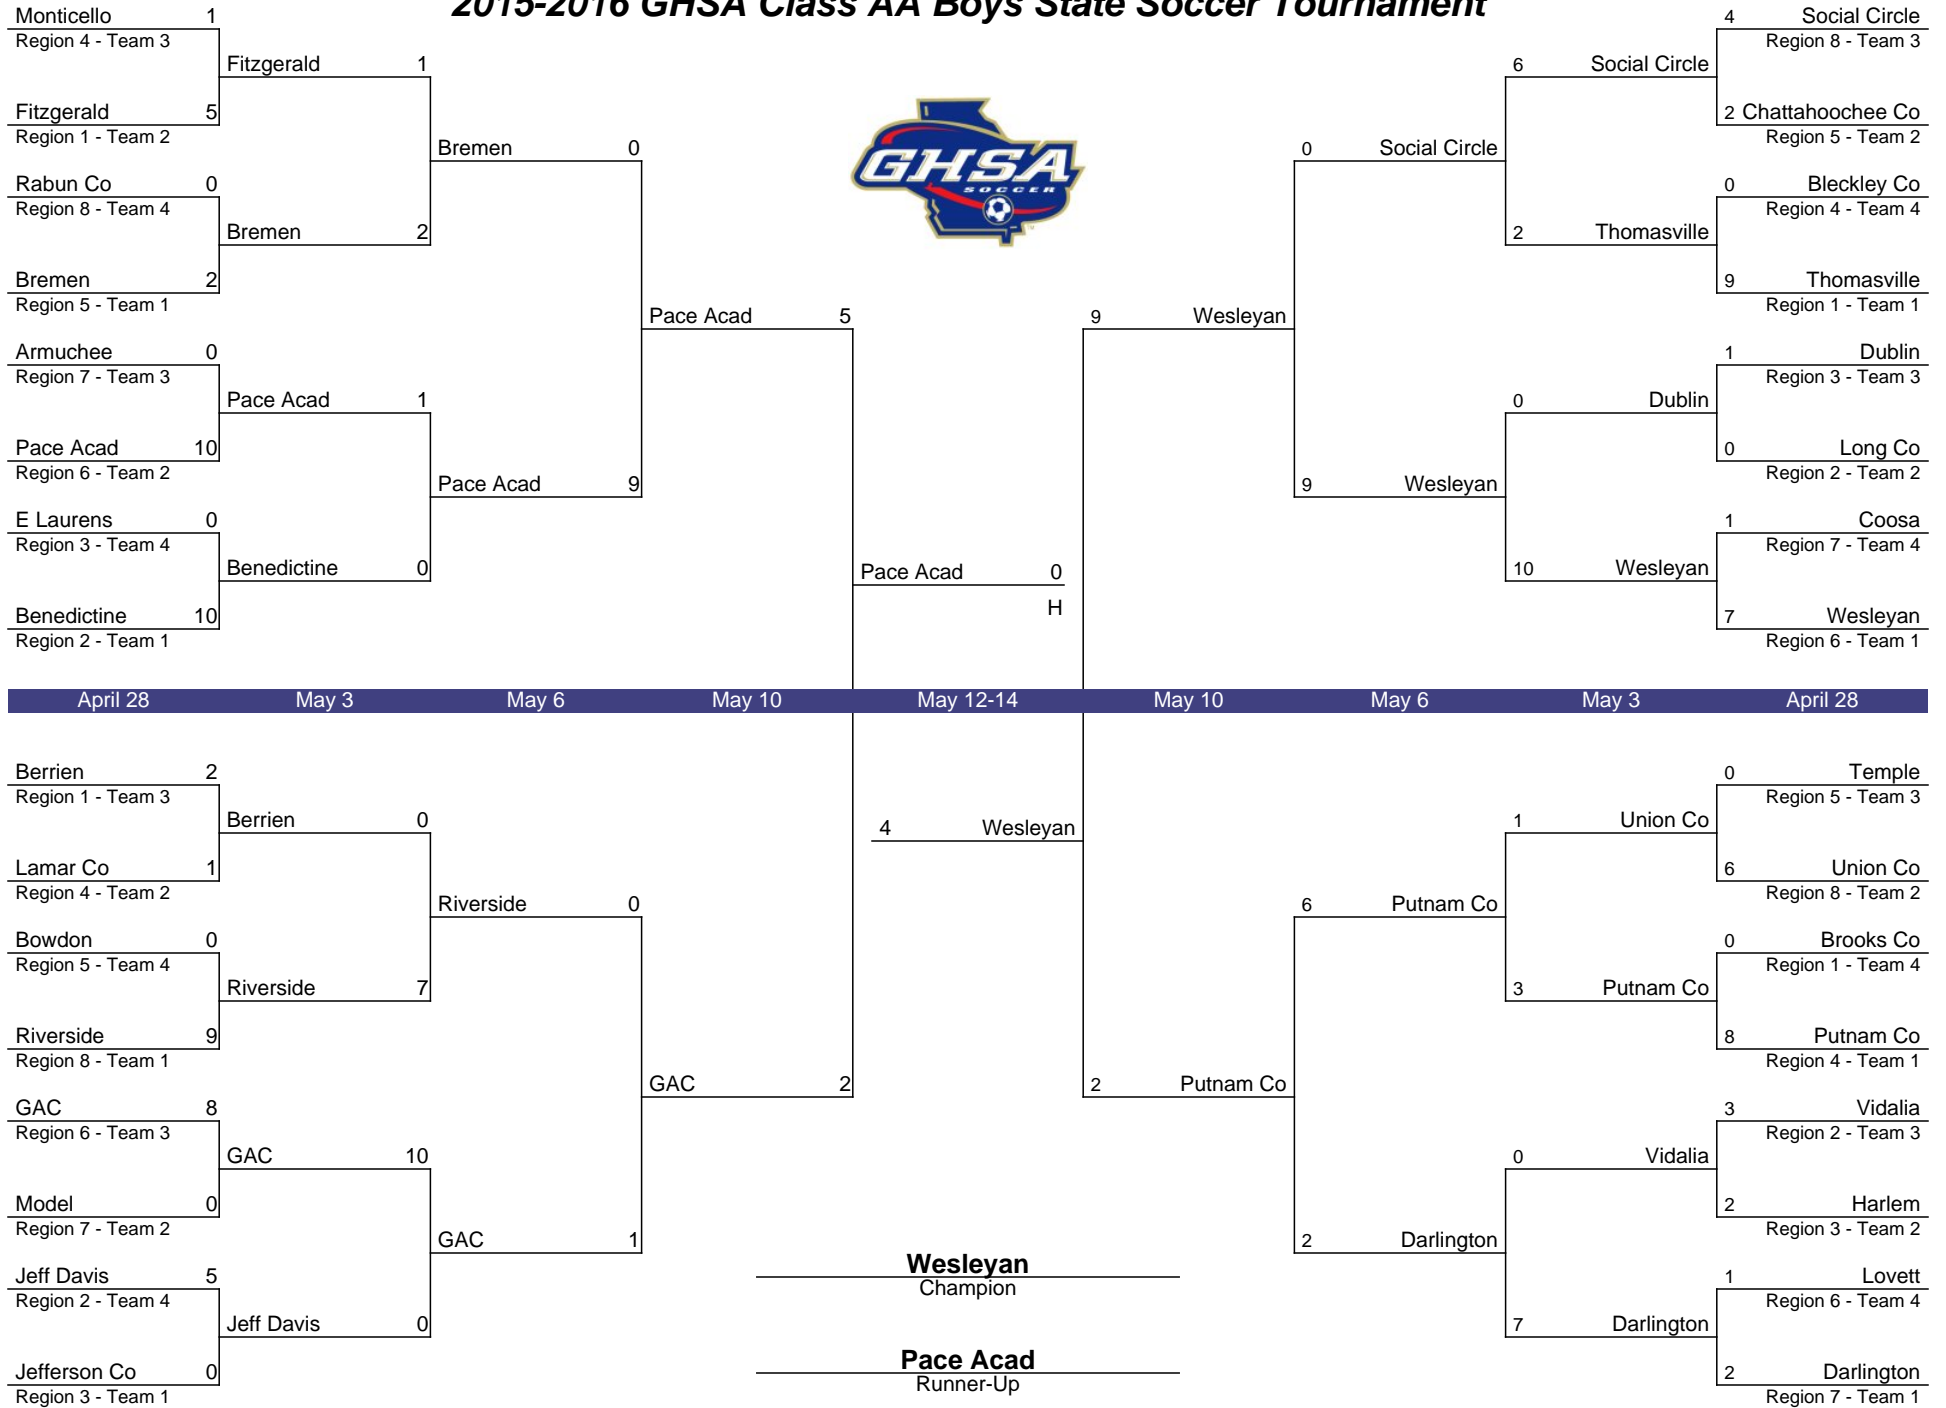 2015-2016 GHSA Class AA Boys State Soccer Tournament
Monticello 1
Region 4 - Team 3
Fitzgerald 1
Fitzgerald 5
Region 1 - Team 2
Bremen 0
Rabun Co 0
Region 8 - Team 4
Bremen 2
Bremen 2
Region 5 - Team 1
Pace Acad 5
Armuchee 0
Region 7 - Team 3
Pace Acad 1
Pace Acad 10
Region 6 - Team 2
Pace Acad 9
E Laurens 0
Region 3 - Team 4
Benedictine 0
Benedictine 10
Region 2 - Team 1
GHSA
SOCCER
Pace Acad 0
H
4 Social Circle
Region 8 - Team 3
6 Social Circle
2 Chattahoochee Co
Region 5 - Team 2
0 Social Circle
0 Bleckley Co
Region 4 - Team 4
2 Thomasville
9 Thomasville
Region 1 - Team 1
9 Wesleyan
1 Dublin
Region 3 - Team 3
0 Dublin
0 Long Co
Region 2 - Team 2
9 Wesleyan
1 Coosa
Region 7 - Team 4
10 Wesleyan
7 Wesleyan
Region 6 - Team 1
April 28 May 3 May 6 May 10 May 12-14 May 10 May 6 May 3 April 28
Berrien 2
Region 1 - Team 3
Berrien 0
Lamar Co 1
Region 4 - Team 2
Riverside 0
Bowdon 0
Region 5 - Team 4
Riverside 7
Riverside 9
Region 8 - Team 1
GAC 2
GAC 8
Region 6 - Team 3
GAC 10
Model 0
Region 7 - Team 2
GAC 1
Jeff Davis 5
Region 2 - Team 4
Jeff Davis 0
Jefferson Co 0
Region 3 - Team 1
4 Wesleyan
0 Temple
Region 5 - Team 3
1 Union Co
6 Union Co
Region 8 - Team 2
6 Putnam Co
0 Brooks Co
Region 1 - Team 4
3 Putnam Co
8 Putnam Co
Region 4 - Team 1
2 Putnam Co
3 Vidalia
Region 2 - Team 3
0 Vidalia
2 Harlem
Region 3 - Team 2
2 Darlington
1 Lovett
Region 6 - Team 4
7 Darlington
2 Darlington
Region 7 - Team 1
Wesleyan
Champion
Pace Acad
Runner-Up